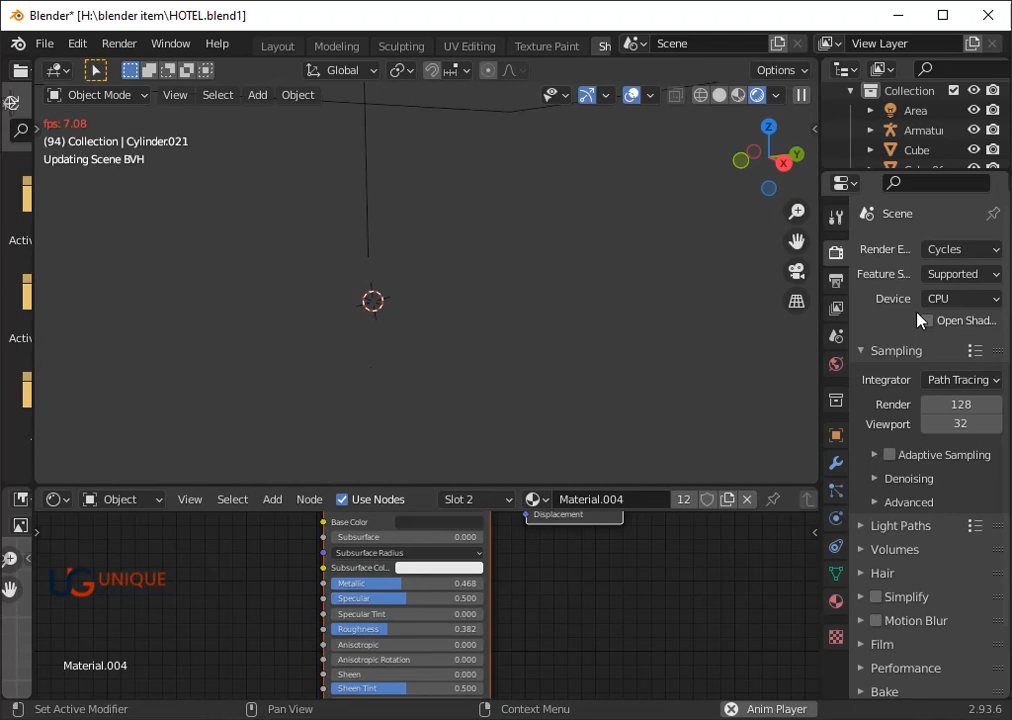 Blender* [H:\blender item\HOTEL.blend1]
File Edit Render Window Help Layout Modeling Sculpting UV Editing Texture Paint Sh Scene View Layer
Global Options
Object Mode View Select Add Object
Collection
Area
Armatu
Cube
fps: 7.08
(94) Collection | Cylinder.021
Updating Scene BVH
Z
Y
X
Activ
Activ
Scene
Render E... Cycles
Feature S... Supported
Device CPU
Open Shad...
Sampling
Integrator Path Tracing
Render 128
Viewport 32
Adaptive Sampling
Denoising
Advanced
Light Paths
Volumes
Hair
Simplify
Motion Blur
Film
Performance
Bake
Object View Select Add Node Use Nodes Slot 2 Material.004 12
Displacement
Base Color
Subsurface 0.000
Subsurface Radius
Subsurface Col...
Metallic 0.468
Specular 0.500
Specular Tint 0.000
Roughness 0.382
Anisotropic 0.000
Anisotropic Rotation 0.000
Sheen 0.000
Sheen Tint 0.500
UG UNIQUE
Material.004
Set Active Modifier Pan View Context Menu Anim Player 2.93.6